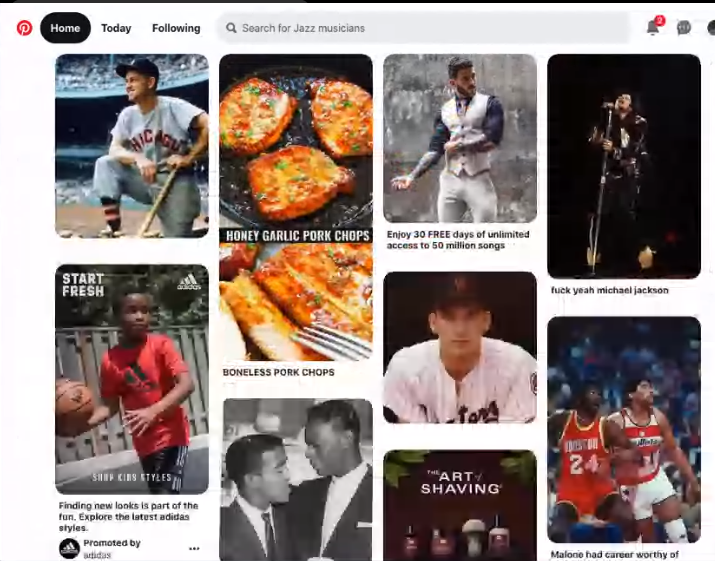 Home
Today
Following
Search for Jazz musicians
2
CHICAGO
START
FRESH
adidas
SHOP KIDS STYLES
Finding new looks is part of the
fun. Explore the latest adidas
styles.
Promoted by
adidas
HONEY GARLIC PORK CHOPS
BONELESS PORK CHOPS
Enjoy 30 FREE days of unlimited
access to 50 million songs
THE ART of
SHAVING
fuck yeah michael jackson
HOUSTON
24
Malone had career worthy of